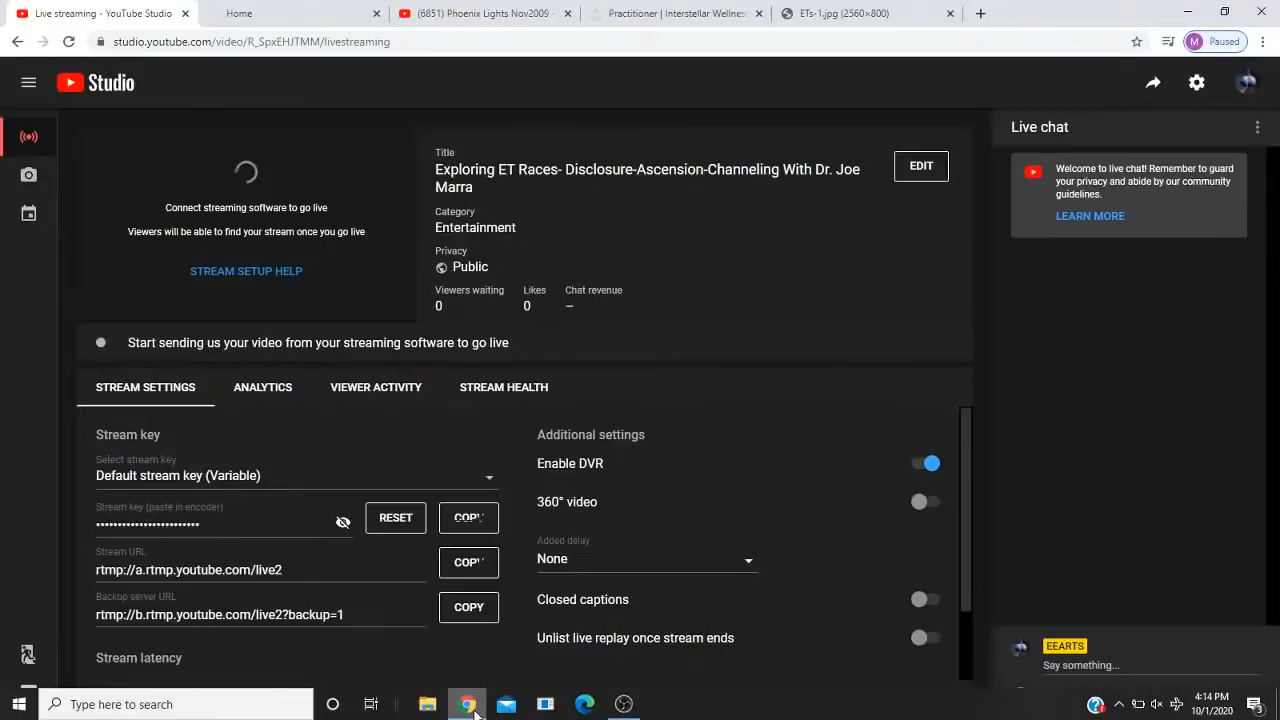 Live streaming - YouTube Studio
Home
(6851) Phoenix Lights Nov2009 -
Practitioner | Interstellar Wellness
ETs-1.jpg (2560×800)
studio.youtube.com/video/R_SpxEHJTMM/livestreaming
M
Paused
Studio
Connect streaming software to go live
Viewers will be able to find your stream once you go live
STREAM SETUP HELP
Title
Exploring ET Races- Disclosure-Ascension-Channeling With Dr. Joe
Marra
EDIT
Category
Entertainment
Privacy
Public
Viewers waiting
Likes
Chat revenue
0
0
–
Live chat
Welcome to live chat! Remember to guard
your privacy and abide by our community
guidelines.
LEARN MORE
Start sending us your video from your streaming software to go live
STREAM SETTINGS
ANALYTICS
VIEWER ACTIVITY
STREAM HEALTH
Stream key
Select stream key
Default stream key (Variable)
Stream key (paste in encoder)
••••••••••••••••••••••••
RESET
COPY
Stream URL
rtmp://a.rtmp.youtube.com/live2
COPY
Backup server URL
rtmp://b.rtmp.youtube.com/live2?backup=1
COPY
Stream latency
Additional settings
Enable DVR
360° video
Added delay
None
Closed captions
Unlist live replay once stream ends
EEARTS
Say something...
Type here to search
4:14 PM
10/1/2020
3